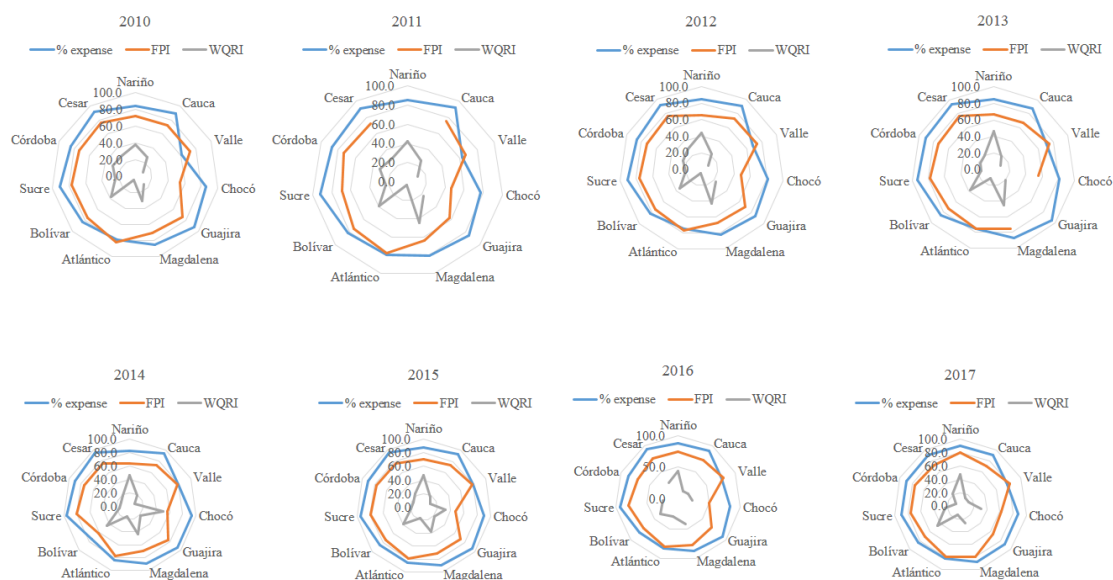 2010
% expense FPI WQRI
Nariño
Cauca
Valle
Chocó
Guajira
Magdalena
Atlántico
Bolívar
Sucre
Córdoba
Cesar
100.0
80.0
60.0
40.0
20.0
0.0
2011
% expense FPI WQRI
Nariño
Cauca
Valle
Chocó
Guajira
Magdalena
Atlántico
Bolívar
Sucre
Córdoba
Cesar
100.0
80.0
60.0
40.0
20.0
0.0
2012
% expense FPI WQRI
Nariño
Cauca
Valle
Chocó
Guajira
Magdalena
Atlántico
Bolívar
Sucre
Córdoba
Cesar
100.0
80.0
60.0
40.0
20.0
0.0
2013
% expense FPI WQRI
Nariño
Cauca
Valle
Chocó
Guajira
Magdalena
Atlántico
Bolívar
Sucre
Córdoba
Cesar
100.0
80.0
60.0
40.0
20.0
0.0
2014
% expense FPI WQRI
Nariño
Cauca
Valle
Chocó
Guajira
Magdalena
Atlántico
Bolívar
Sucre
Córdoba
Cesar
100.0
80.0
60.0
40.0
20.0
0.0
2015
% expense FPI WQRI
Nariño
Cauca
Valle
Chocó
Guajira
Magdalena
Atlántico
Bolívar
Sucre
Córdoba
Cesar
100.0
80.0
60.0
40.0
20.0
0.0
2016
% expense FPI WQRI
Nariño
Cauca
Valle
Chocó
Guajira
Magdalena
Atlántico
Bolívar
Sucre
Córdoba
Cesar
100.0
50.0
0.0
2017
% expense FPI WQRI
Nariño
Cauca
Valle
Chocó
Guajira
Magdalena
Atlántico
Bolívar
Sucre
Córdoba
Cesar
100.0
80.0
60.0
40.0
20.0
0.0